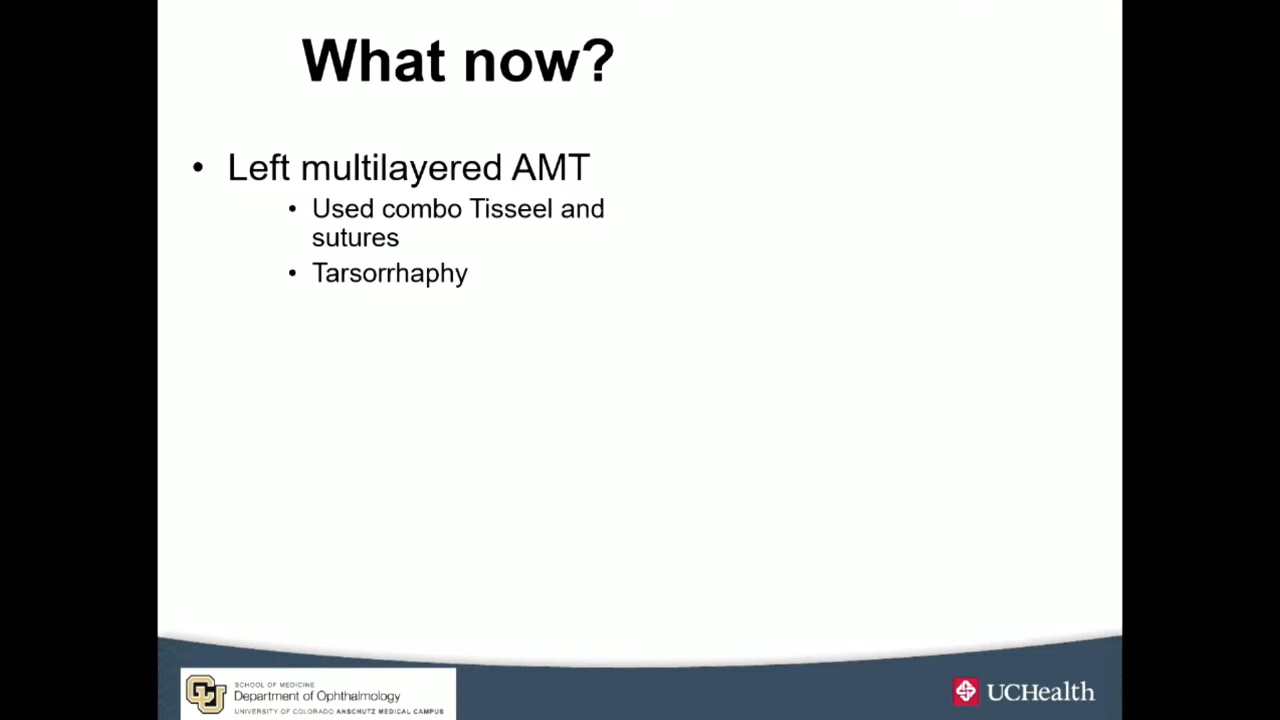 What now?
• Left multilayered AMT
• Used combo Tisseel and
sutures
• Tarsorrhaphy
CU
SCHOOL OF MEDICINE
Department of Ophthalmology
UNIVERSITY OF COLORADO ANSCHUTZ MEDICAL CAMPUS
UCHealth